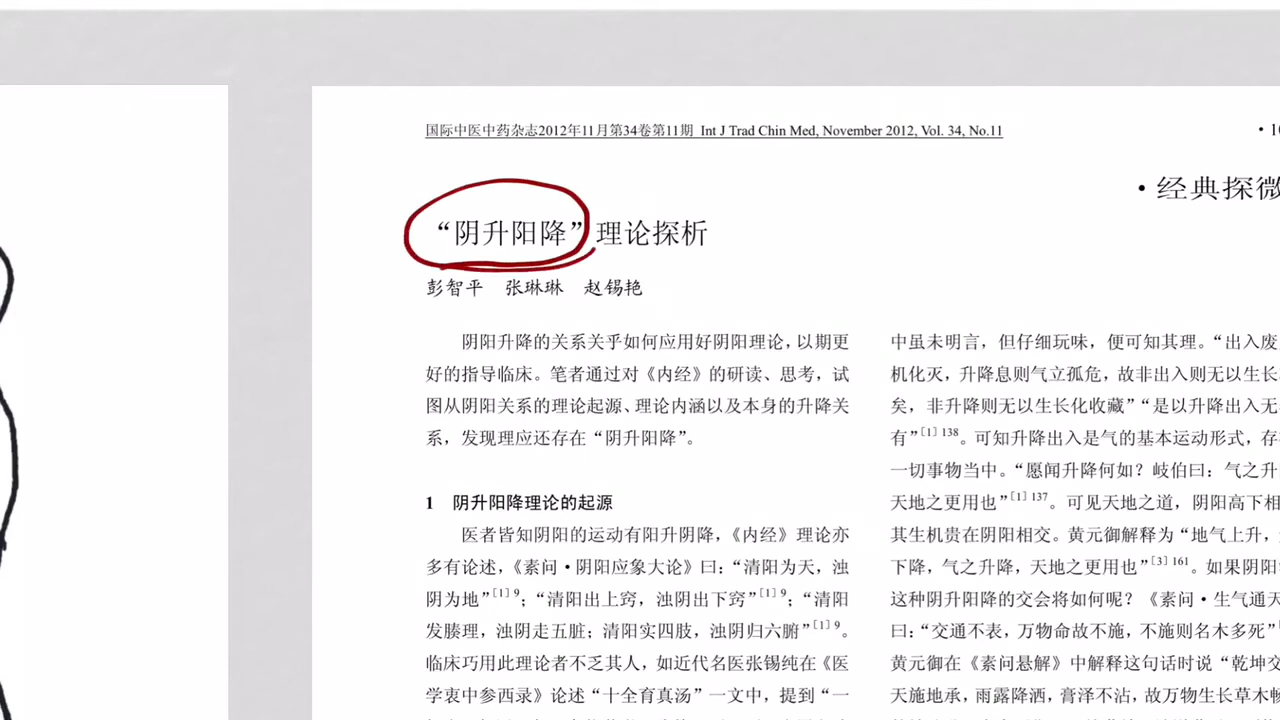 国际中医中药杂志2012年11月第34卷第11期 Int J Trad Chin Med, November 2012, Vol. 34, No.11
·经典探微
“阴升阳降”理论探析
彭智平 张琳琳 赵锡艳
阴阳升降的关系关乎如何应用好阴阳理论，以期更
好的指导临床。笔者通过对《内经》的研读、思考，试
图从阴阳关系的理论起源、理论内涵以及本身的升降关
系，发现理应还存在“阴升阳降”。
1 阴升阳降理论的起源
医者皆知阴阳的运动有阳升阴降，《内经》理论亦
多有论述，《素问·阴阳应象大论》曰：“清阳为天，浊
阴为地”[1]9；“清阳出上窍，浊阴出下窍”[1]9；“清阳
发腠理，浊阴走五脏；清阳实四肢，浊阴归六腑”[1]9。
临床巧用此理论者不乏其人，如近代名医张锡纯在《医
学衷中参西录》论述“十全育真汤”一文中，提到“一
中虽未明言，但仔细玩味，便可知其理。“出入废
机化灭，升降息则气立孤危，故非出入则无以生长
矣，非升降则无以生长化收藏”“是以升降出入无
有”[1]138。可知升降出入是气的基本运动形式，存
一切事物当中。“愿闻升降何如？岐伯曰：气之升
天地之更用也”[1]137。可见天地之道，阴阳高下相
其生机贵在阴阳相交。黄元御解释为“地气上升，
下降，气之升降，天地之更用也”[3]161。如果阴阳
这种阴升阳降的交会将如何呢？《素问·生气通天
曰：“交通不表，万物命故不施，不施则名木多死”
黄元御在《素问悬解》中解释这句话时说“乾坤交
天施地承，雨露降洒，膏泽不沾，故万物生长草木畅